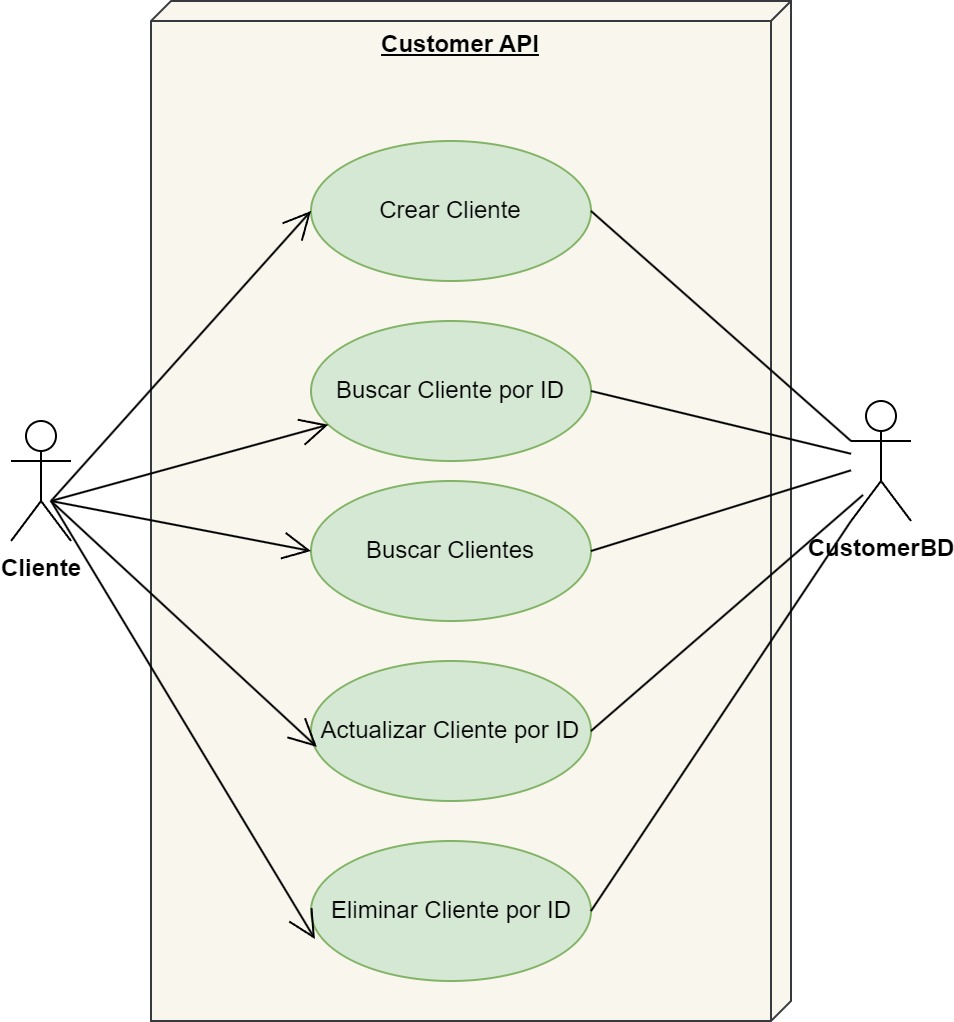 Customer API
Crear Cliente
Buscar Cliente por ID
Cliente
Buscar Clientes
CustomerBD
Actualizar Cliente por ID
Eliminar Cliente por ID